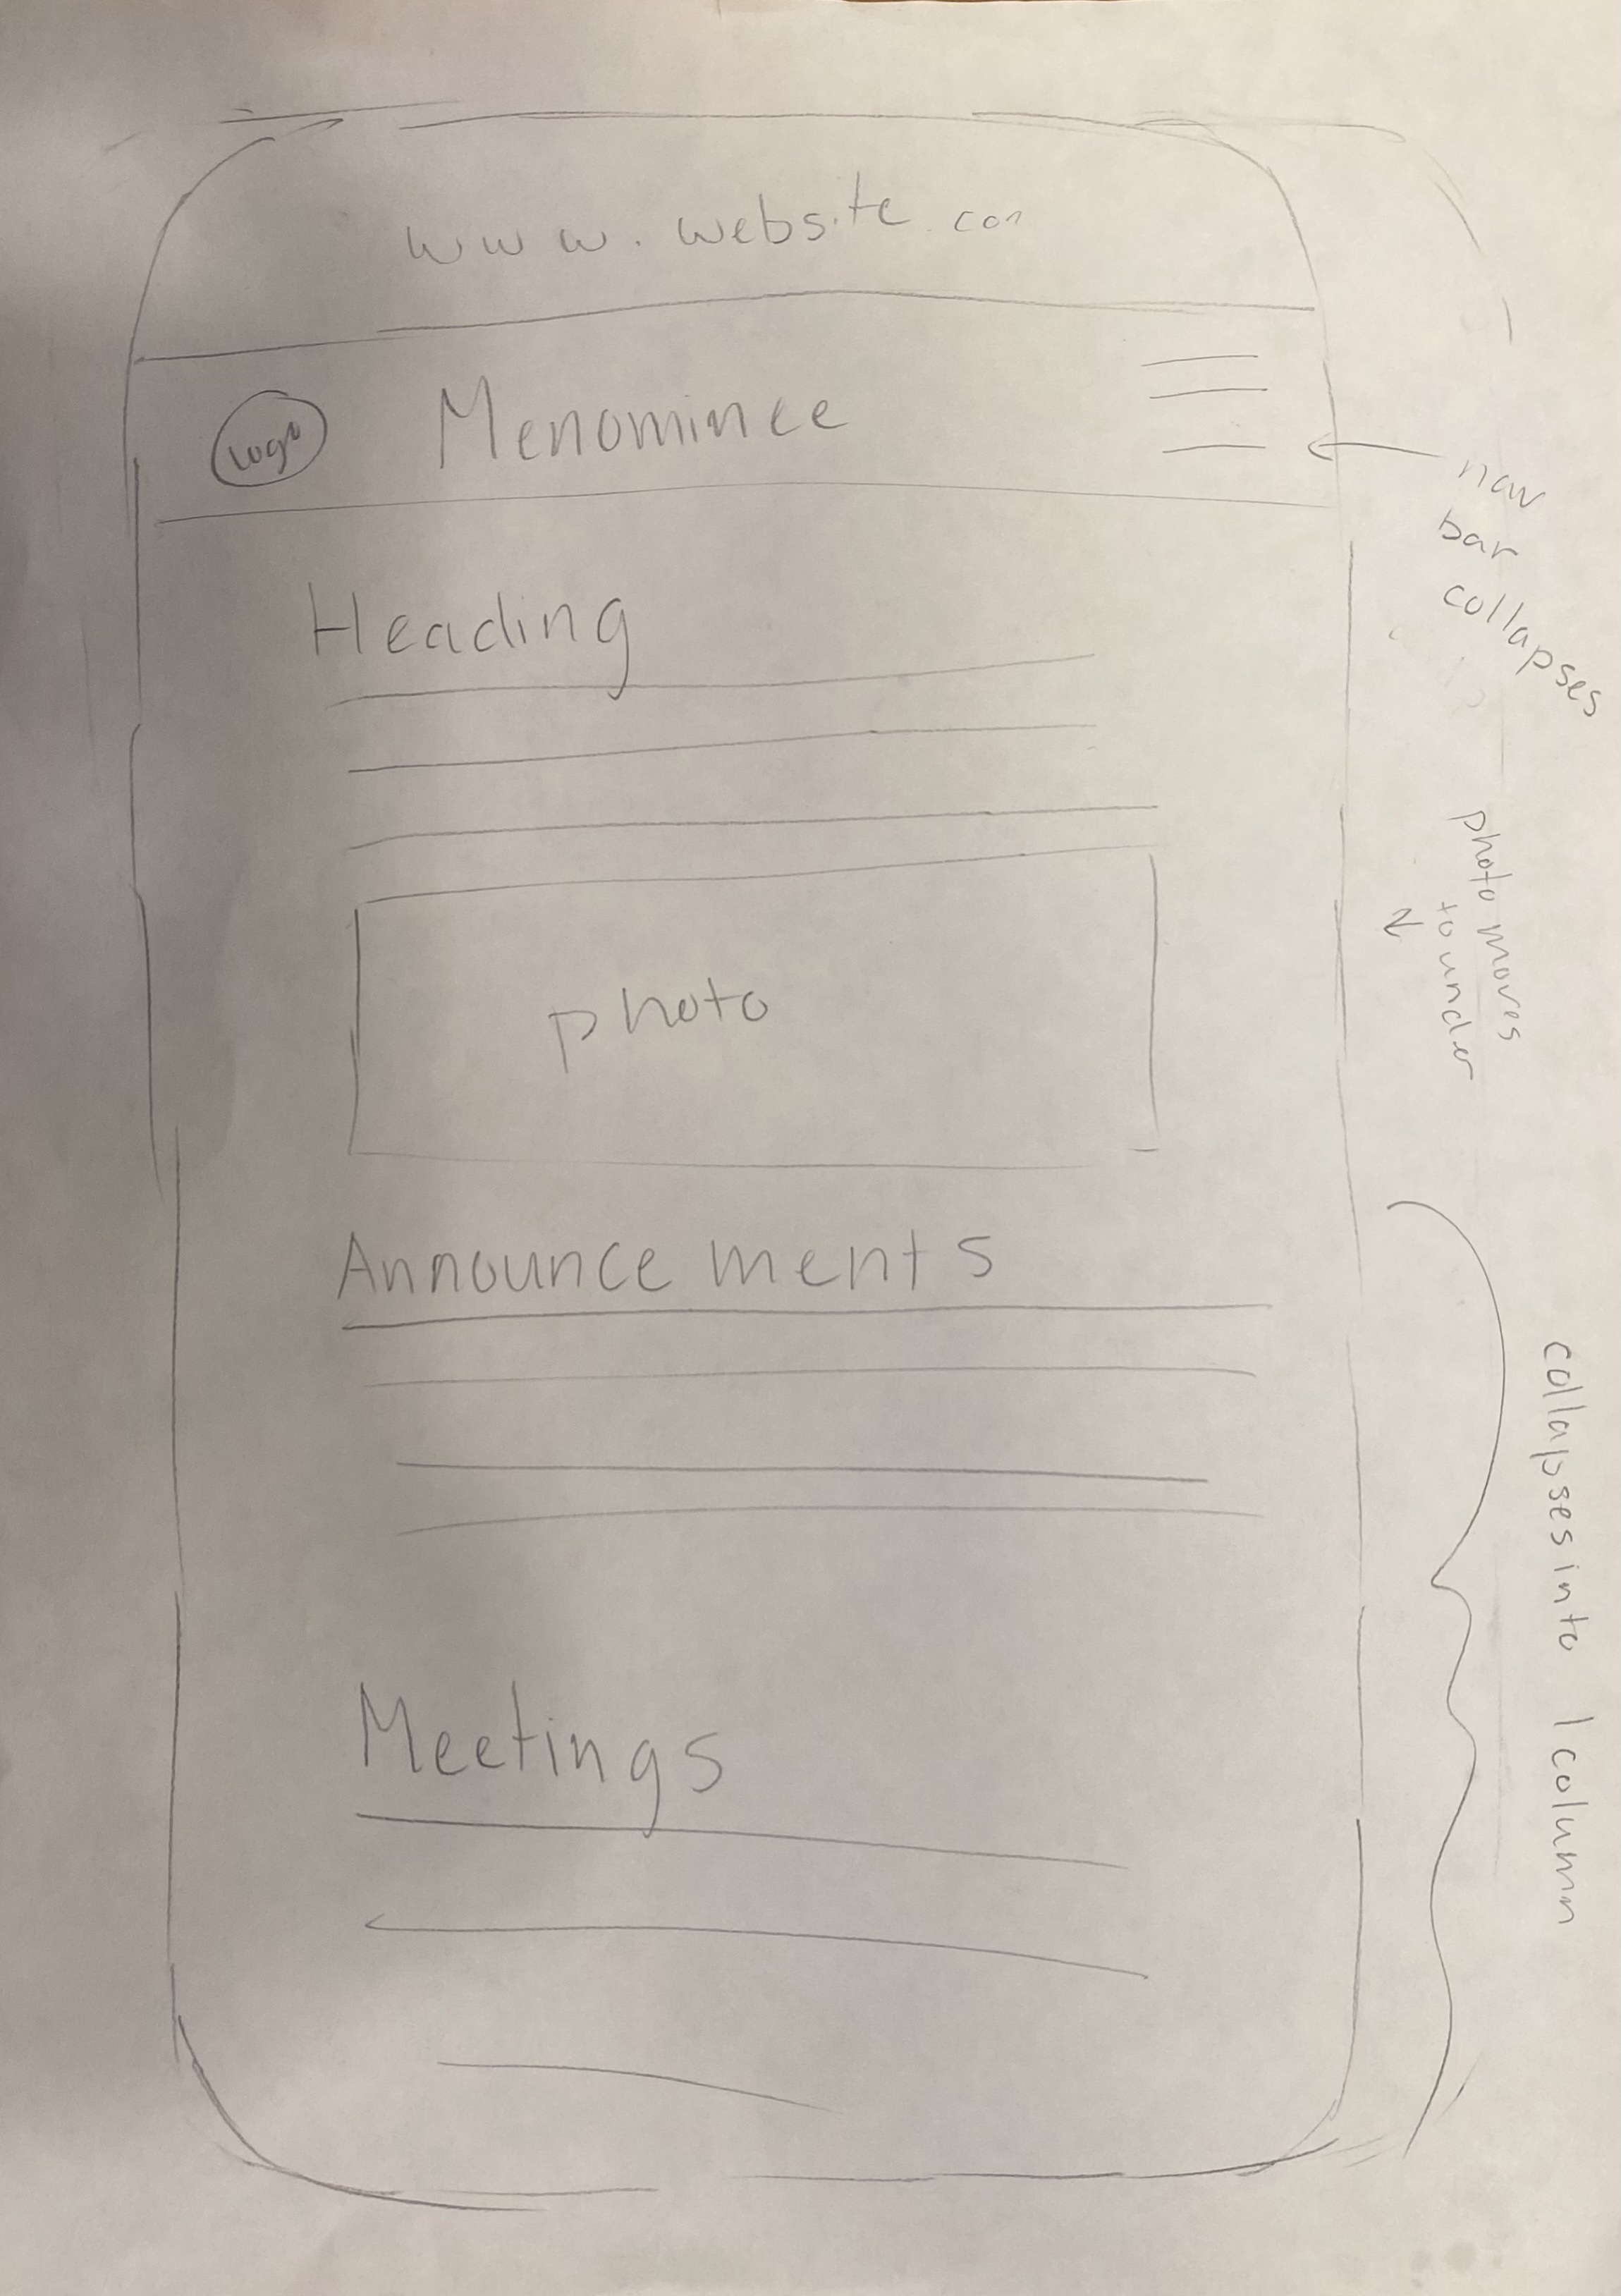 www.website.com
Logo Menominee
nav
bar
collapses
Heading
photo moves
to under
photo
Announcements
collapses into 1 column
Meetings